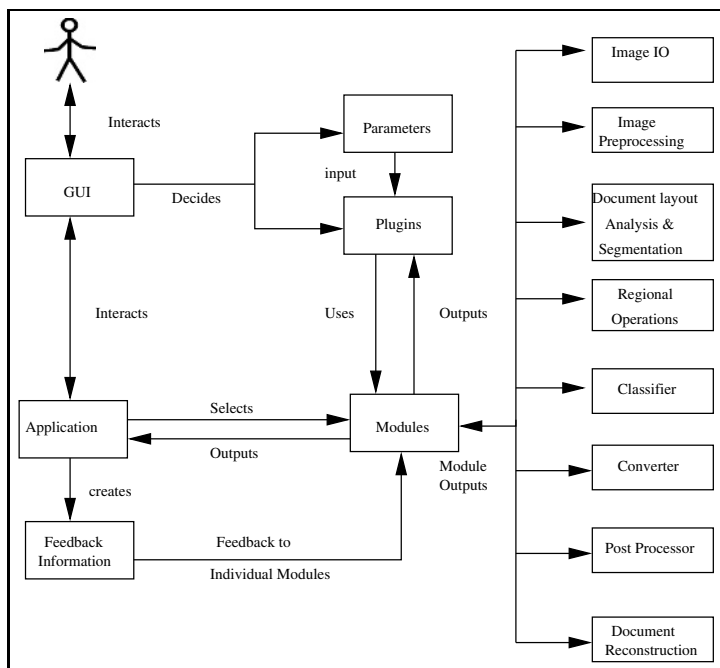 Image IO
Interacts
Parameters
Image
Preprocessing
input
GUI
Decides
Plugins
Document layout
Analysis &
Segmentation
Interacts
Uses
Outputs
Regional
Operations
Classifier
Selects
Application
Modules
Outputs
Module
Outputs
Converter
creates
Feedback
Information
Feedback to
Individual Modules
Post Processor
Document
Reconstruction